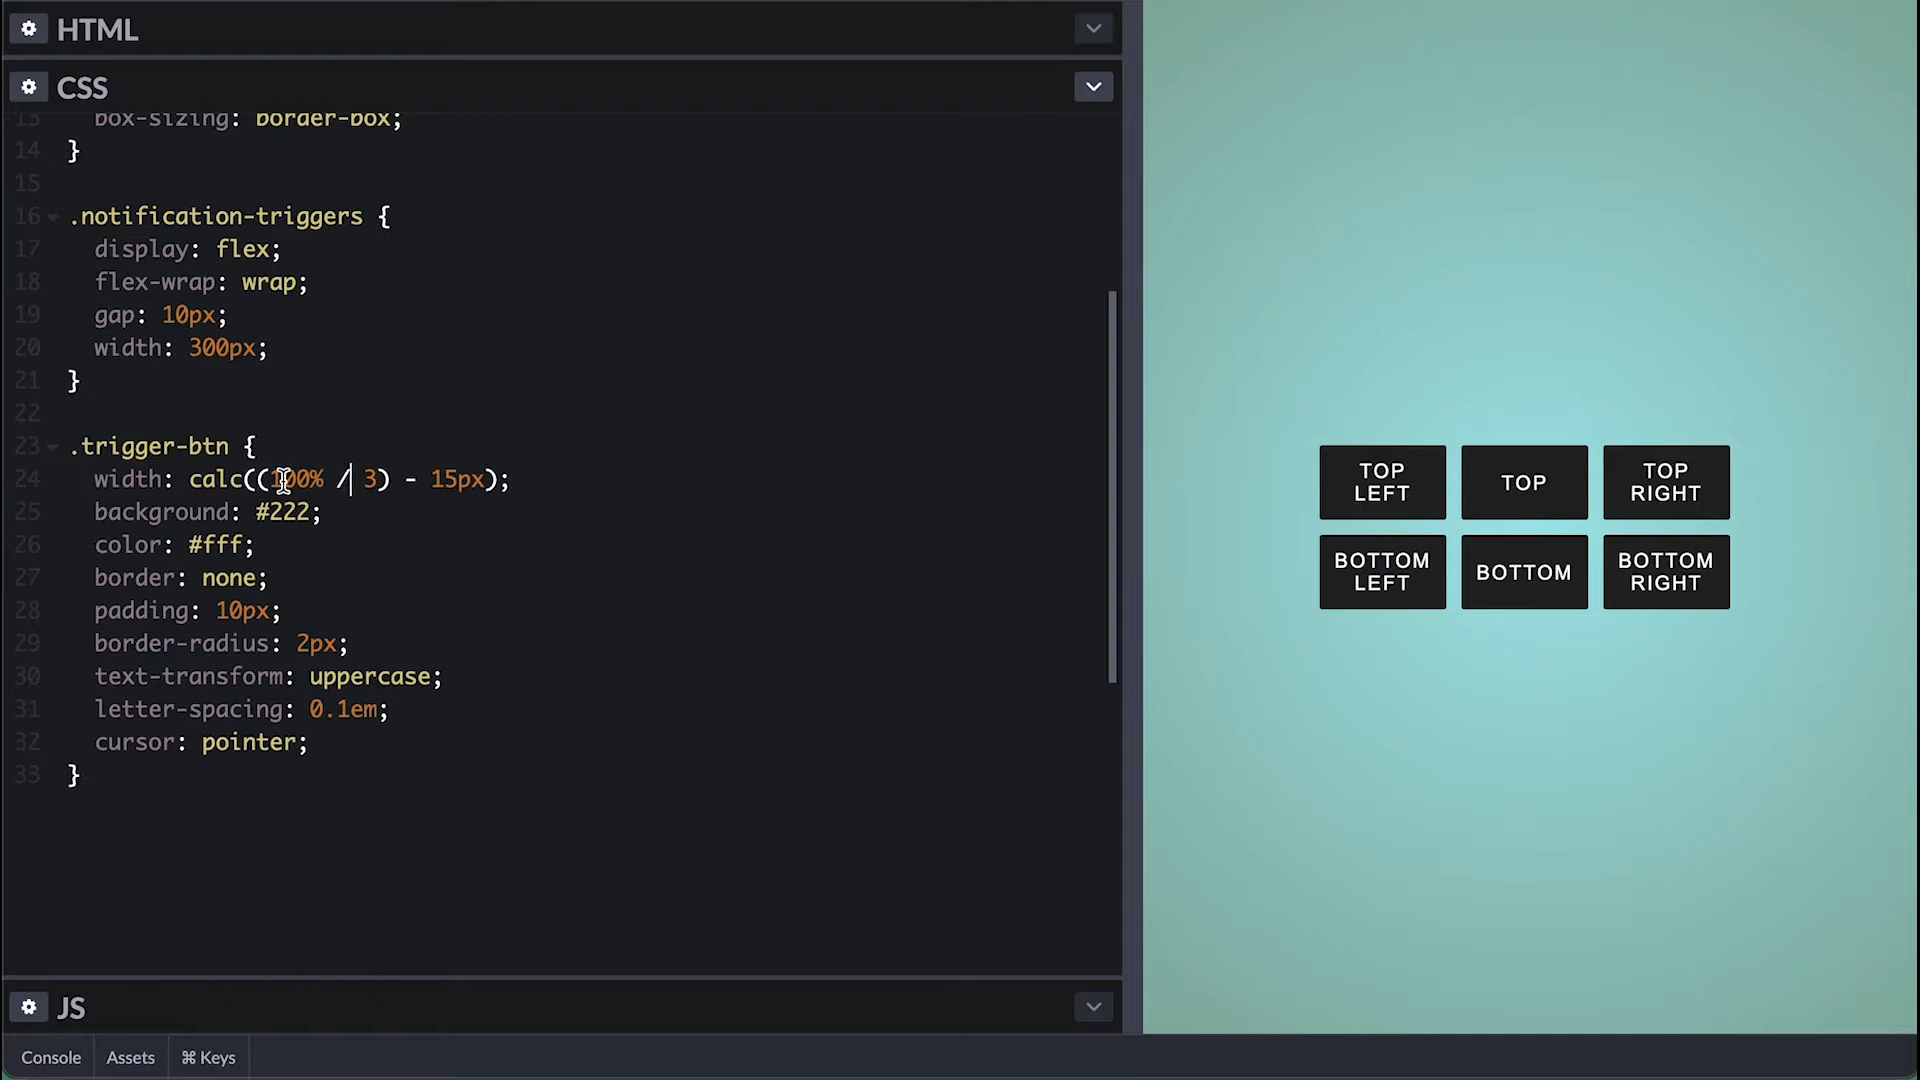 HTML
CSS
13 box-sizing: border-box;
14 }
15
16 .notification-triggers {
17 display: flex;
18 flex-wrap: wrap;
19 gap: 10px;
20 width: 300px;
21 }
22
23 .trigger-btn {
24 width: calc((100% / 3) - 15px);
25 background: #222;
26 color: #fff;
27 border: none;
28 padding: 10px;
29 border-radius: 2px;
30 text-transform: uppercase;
31 letter-spacing: 0.1em;
32 cursor: pointer;
33 }
JS
Console Assets ⌘ Keys
TOP
LEFT
TOP
TOP
RIGHT
BOTTOM
LEFT
BOTTOM
BOTTOM
RIGHT